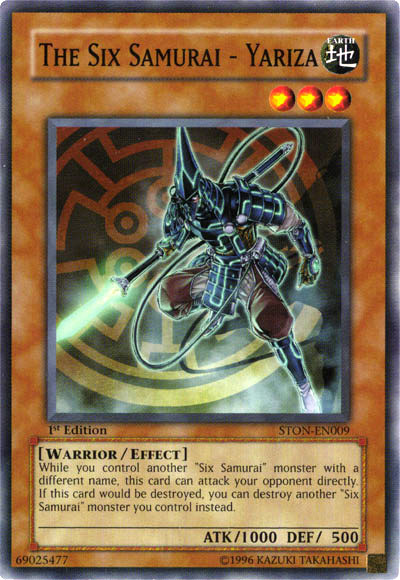 THE SIX SAMURAI - YARIZA
EARTH
地
1st Edition
STON-EN009
[WARRIOR / EFFECT]
While you control another "Six Samurai" monster with a
different name, this card can attack your opponent directly.
If this card would be destroyed, you can destroy another "Six
Samurai" monster you control instead.
ATK/1000 DEF/ 500
69025477
©1996 KAZUKI TAKAHASHI